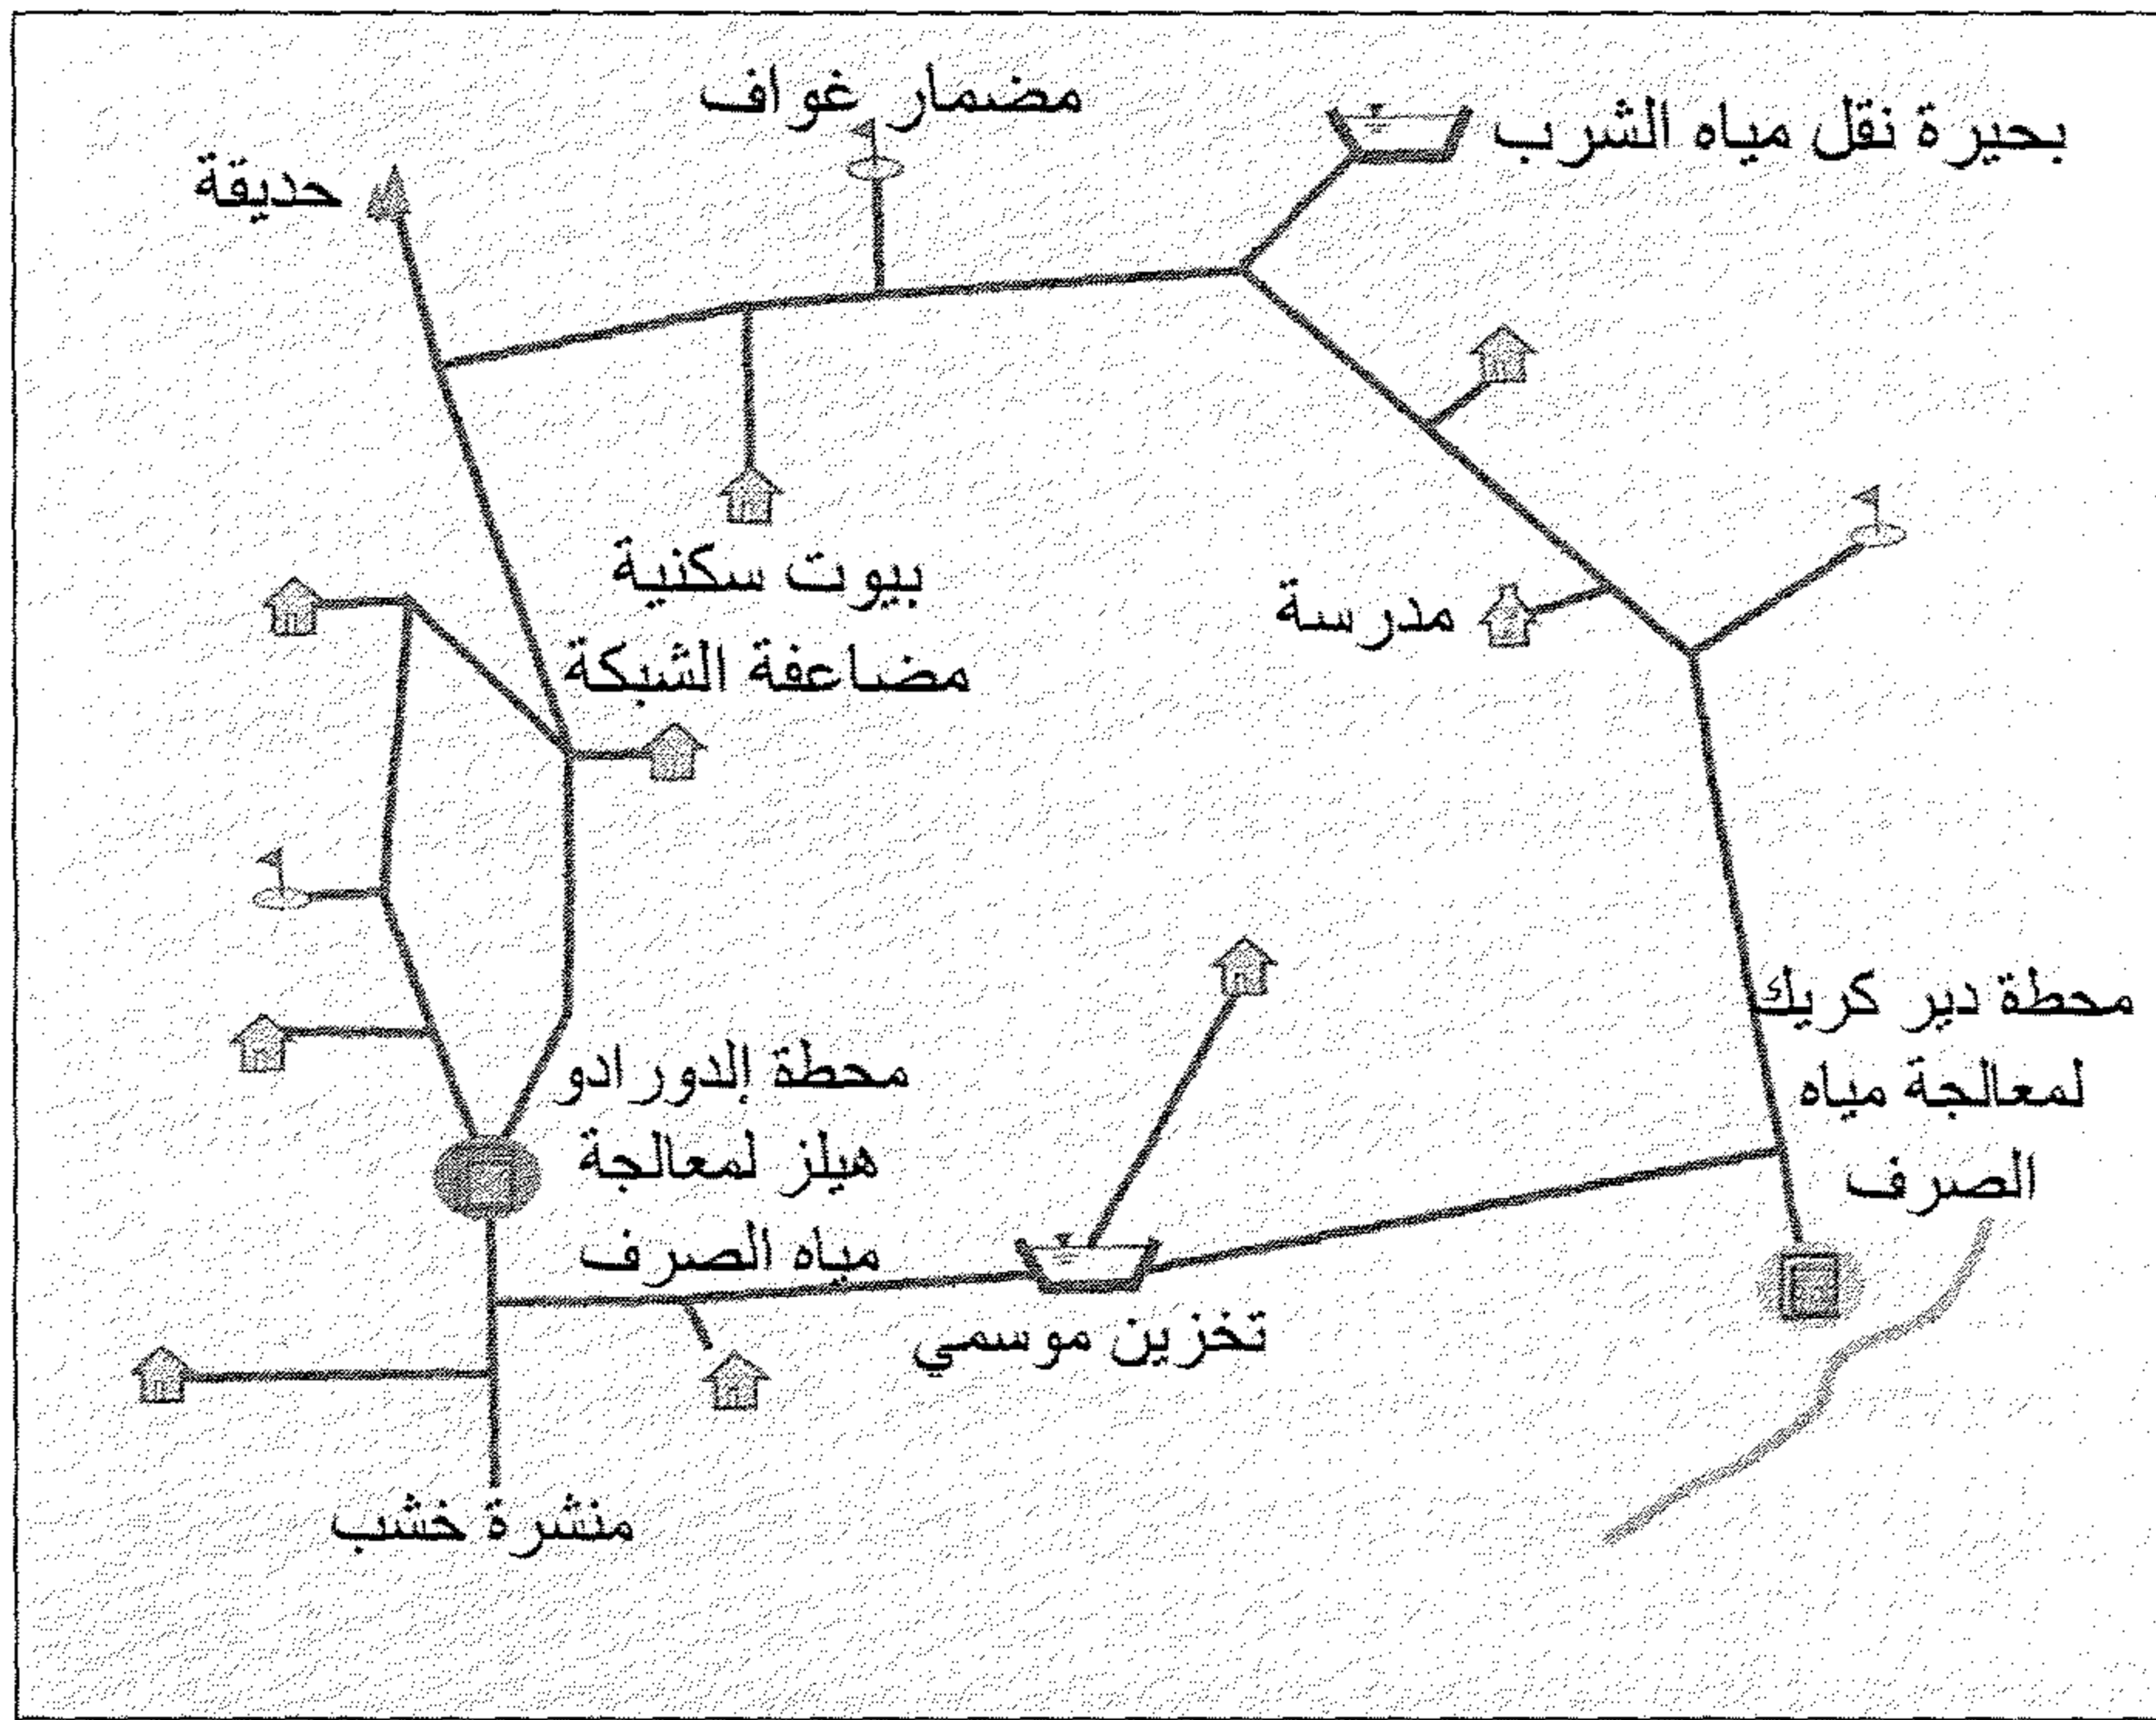 مضمار غواف
بحيرة نقل مياه الشرب
حديقة
بيوت سكنية
مضاعفة الشبكة
مدرسة
محطة دير كريك
لمعالجة مياه
الصرف
محطة إلدورادو
هيلز لمعالجة
مياه الصرف
تخزين موسمي
منشرة خشب